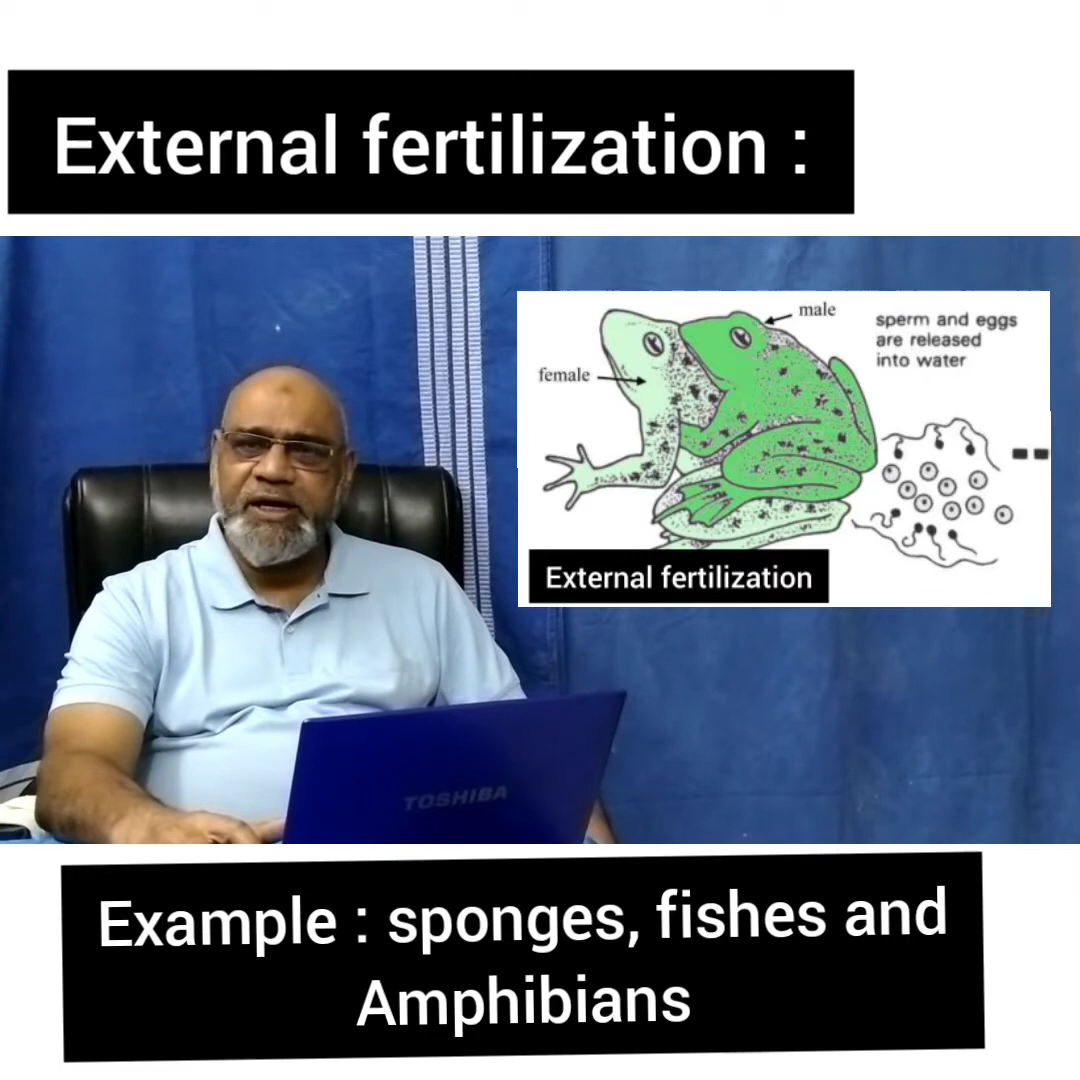 External fertilization :
male
sperm and eggs
are released
into water
female
External fertilization
TOSHIBA
Example : sponges, fishes and
Amphibians